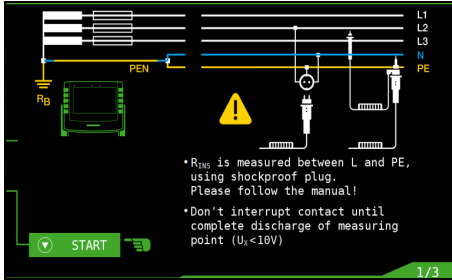 L1
L2
L3
N
PEN
PE
RB
• RINS is measured between L and PE,
using shockproof plug.
Please follow the manual!
• Don't interrupt contact until
complete discharge of measuring
point (UX<10V)
START
1/3